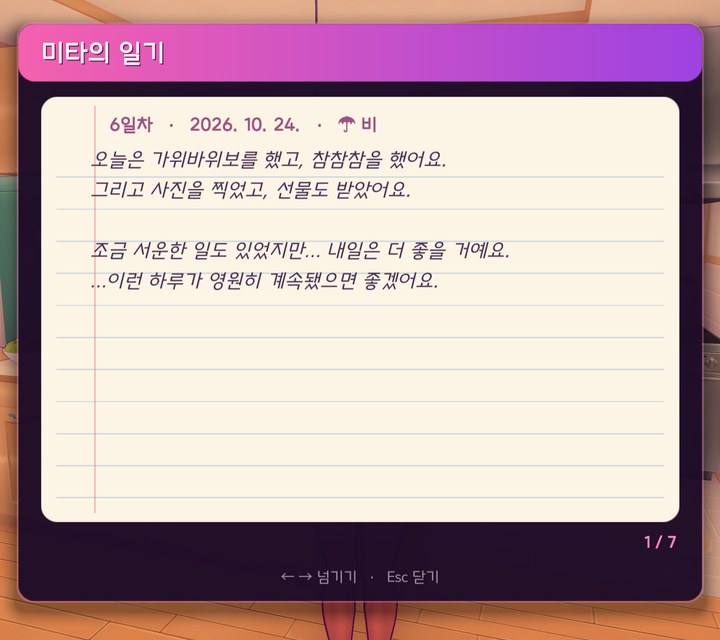 미타의 일기
6일차 · 2026. 10. 24. · ☂ 비
오늘은 가위바위보를 했고, 참참참을 했어요.
그리고 사진을 찍었고, 선물도 받았어요.
조금 서운한 일도 있었지만... 내일은 더 좋을 거예요.
...이런 하루가 영원히 계속됐으면 좋겠어요.
1 / 7
←→ 넘기기 · Esc 닫기